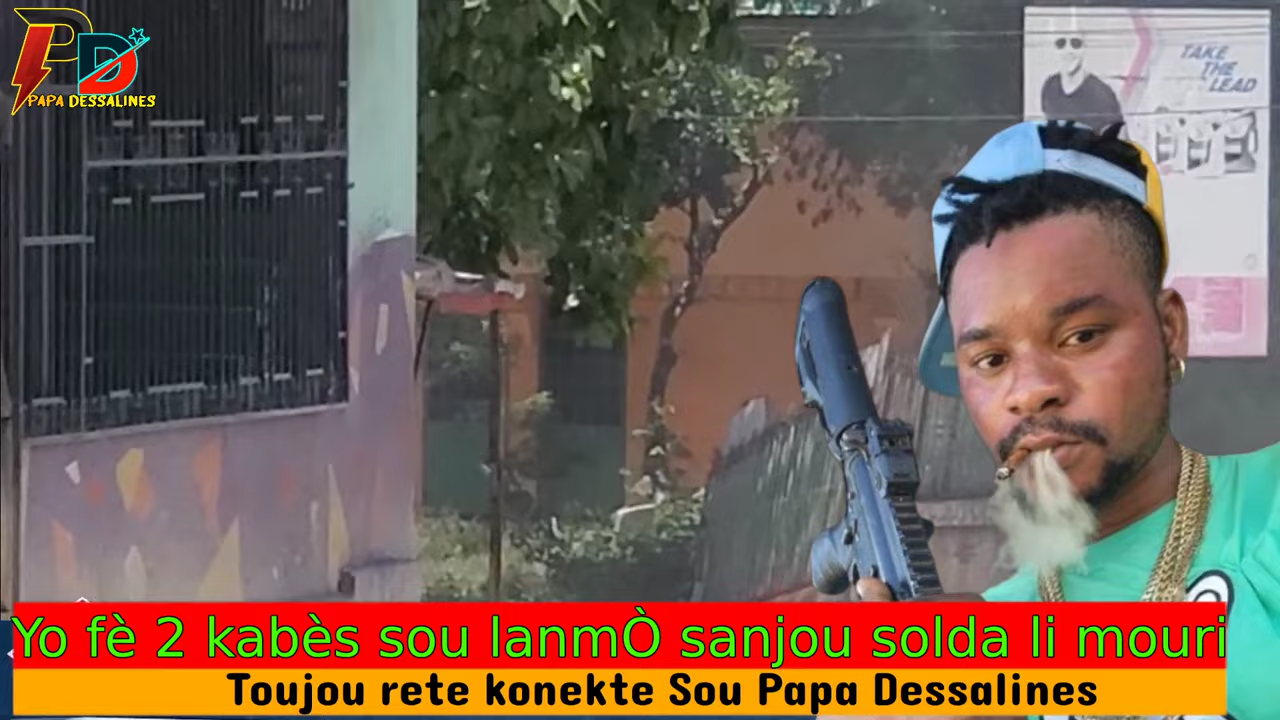 PD
PAPA DESSALINES
TAKE
THE
LEAD
Yo fè 2 kabès sou lanmÒ sanjou solda li mouri
Toujou rete konekte Sou Papa Dessalines